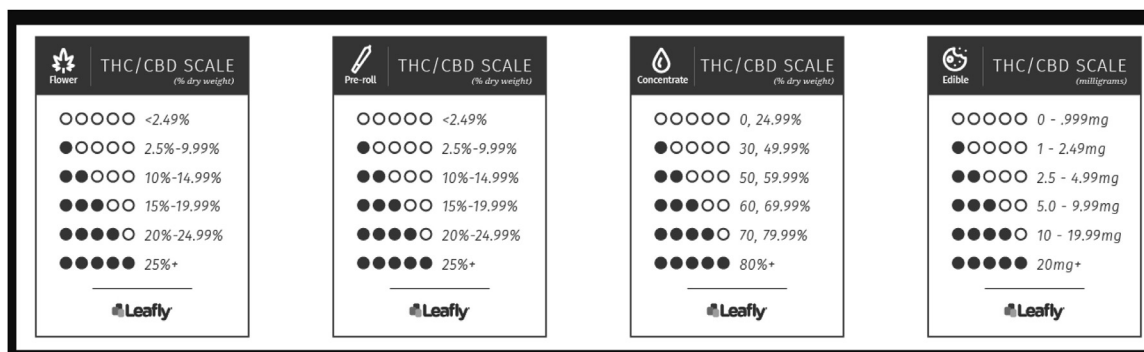 Flower
THC/CBD SCALE
(% dry weight)
<2.49%
2.5%-9.99%
10%-14.99%
15%-19.99%
20%-24.99%
25%+
Leafly
Pre-roll
THC/CBD SCALE
(% dry weight)
<2.49%
2.5%-9.99%
10%-14.99%
15%-19.99%
20%-24.99%
25%+
Leafly
Concentrate
THC/CBD SCALE
(% dry weight)
0, 24.99%
30, 49.99%
50, 59.99%
60, 69.99%
70, 79.99%
80%+
Leafly
Edible
THC/CBD SCALE
(milligrams)
0 - .999mg
1 - 2.49mg
2.5 - 4.99mg
5.0 - 9.99mg
10 - 19.99mg
20mg+
Leafly